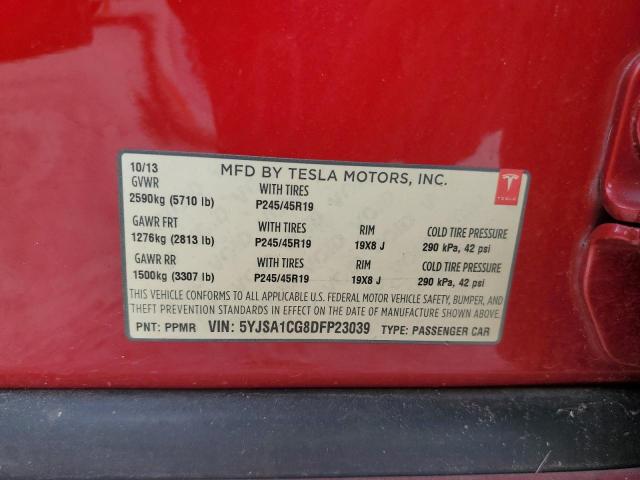 10/13 MFD BY TESLA MOTORS, INC.
GVWR WITH TIRES
2590kg (5710 lb) P245/45R19
TESLA
GAWR FRT WITH TIRES RIM COLD TIRE PRESSURE
1276kg (2813 lb) P245/45R19 19X8 J 290 kPa, 42 psi
GAWR RR WITH TIRES RIM COLD TIRE PRESSURE
1500kg (3307 lb) P245/45R19 19X8 J 290 kPa, 42 psi
THIS VEHICLE CONFORMS TO ALL APPLICABLE U.S. FEDERAL MOTOR VEHICLE SAFETY, BUMPER, AND
THEFT PREVENTION STANDARDS IN EFFECT ON THE DATE OF MANUFACTURE SHOWN ABOVE.
PNT: PPMR VIN: 5YJSA1CG8DFP23039 TYPE: PASSENGER CAR